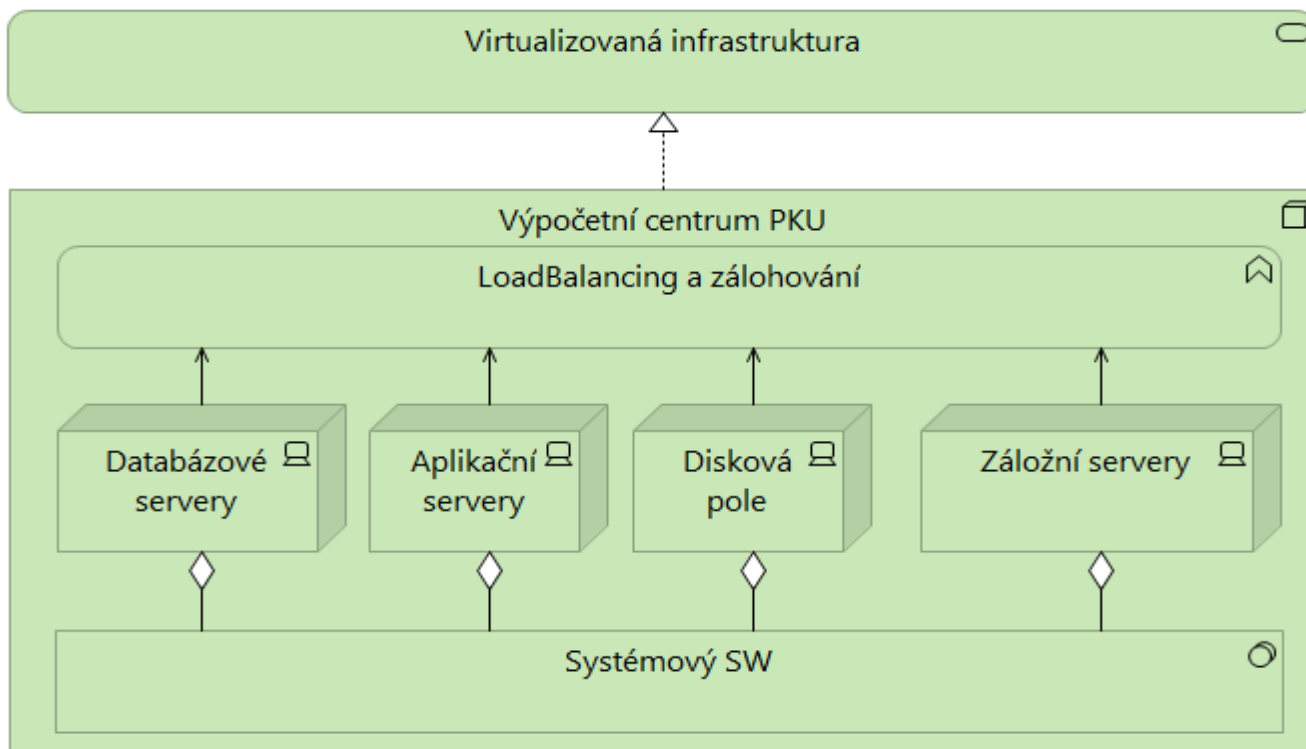 Virtualizovaná infrastruktura
Výpočetní centrum PKU
LoadBalancing a zálohování
Databázové
servery
Aplikační
servery
Disková
pole
Záložní servery
Systémový SW